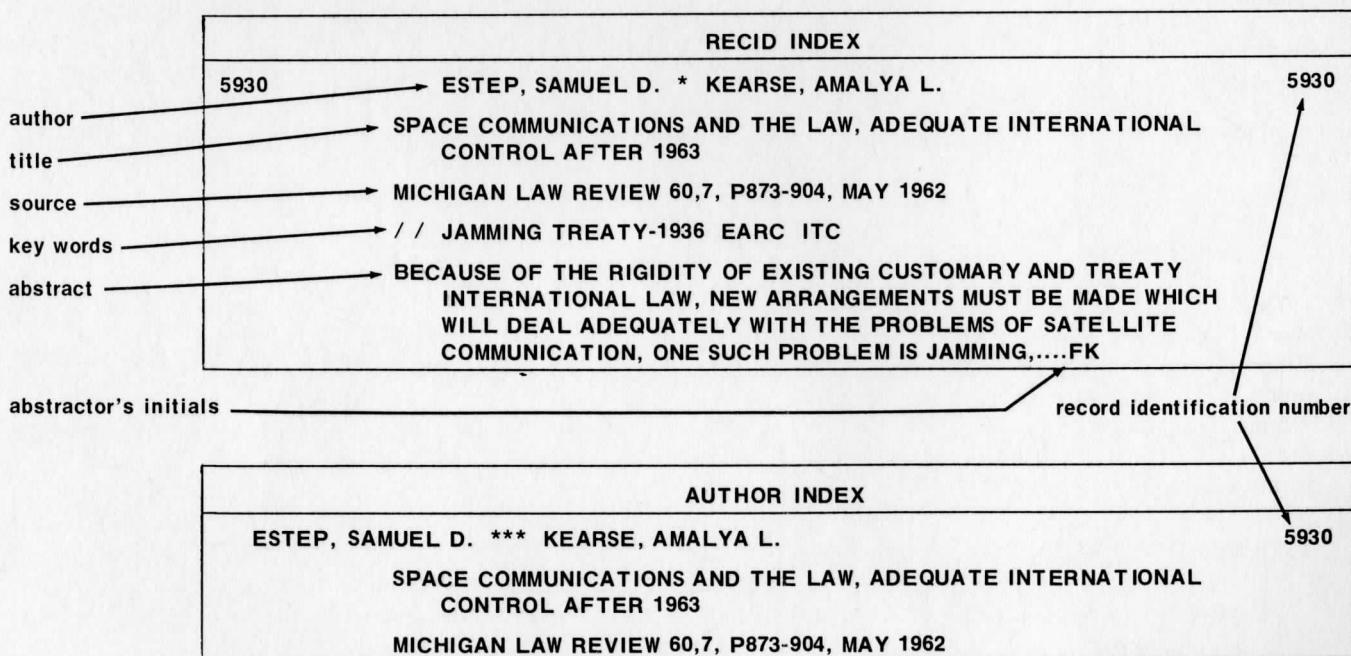 RECID INDEX
5930 ESTEP, SAMUEL D. * KEARSE, AMALYA L. 5930
author
SPACE COMMUNICATIONS AND THE LAW, ADEQUATE INTERNATIONAL
CONTROL AFTER 1963
title
source MICHIGAN LAW REVIEW 60,7, P873-904, MAY 1962
key words // JAMMING TREATY-1936 EARC ITC
abstract BECAUSE OF THE RIGIDITY OF EXISTING CUSTOMARY AND TREATY
INTERNATIONAL LAW, NEW ARRANGEMENTS MUST BE MADE WHICH
WILL DEAL ADEQUATELY WITH THE PROBLEMS OF SATELLITE
COMMUNICATION, ONE SUCH PROBLEM IS JAMMING,....FK
abstractor's initials record identification number
AUTHOR INDEX
ESTEP, SAMUEL D. *** KEARSE, AMALYA L. 5930
SPACE COMMUNICATIONS AND THE LAW, ADEQUATE INTERNATIONAL
CONTROL AFTER 1963
MICHIGAN LAW REVIEW 60,7, P873-904, MAY 1962